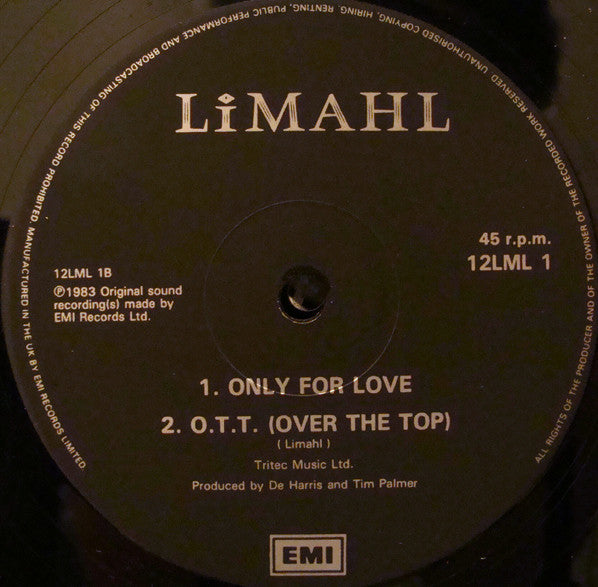 LiMAHL
45 r.p.m.
12LML 1
12LML 1B
℗1983 Original sound
recording(s) made by
EMI Records Ltd.
1. ONLY FOR LOVE
2. O.T.T. (OVER THE TOP)
( Limahl )
Tritec Music Ltd.
Produced by De Harris and Tim Palmer
EMI
ALL RIGHTS OF THE PRODUCER AND OF THE OWNER OF THE RECORDED WORK RESERVED UNAUTHORISED COPYING, HIRING, RENTING, PUBLIC PERFORMANCE AND BROADCASTING OF THIS RECORD PROHIBITED. MANUFACTURED IN THE UK BY EMI RECORDS LIMITED.